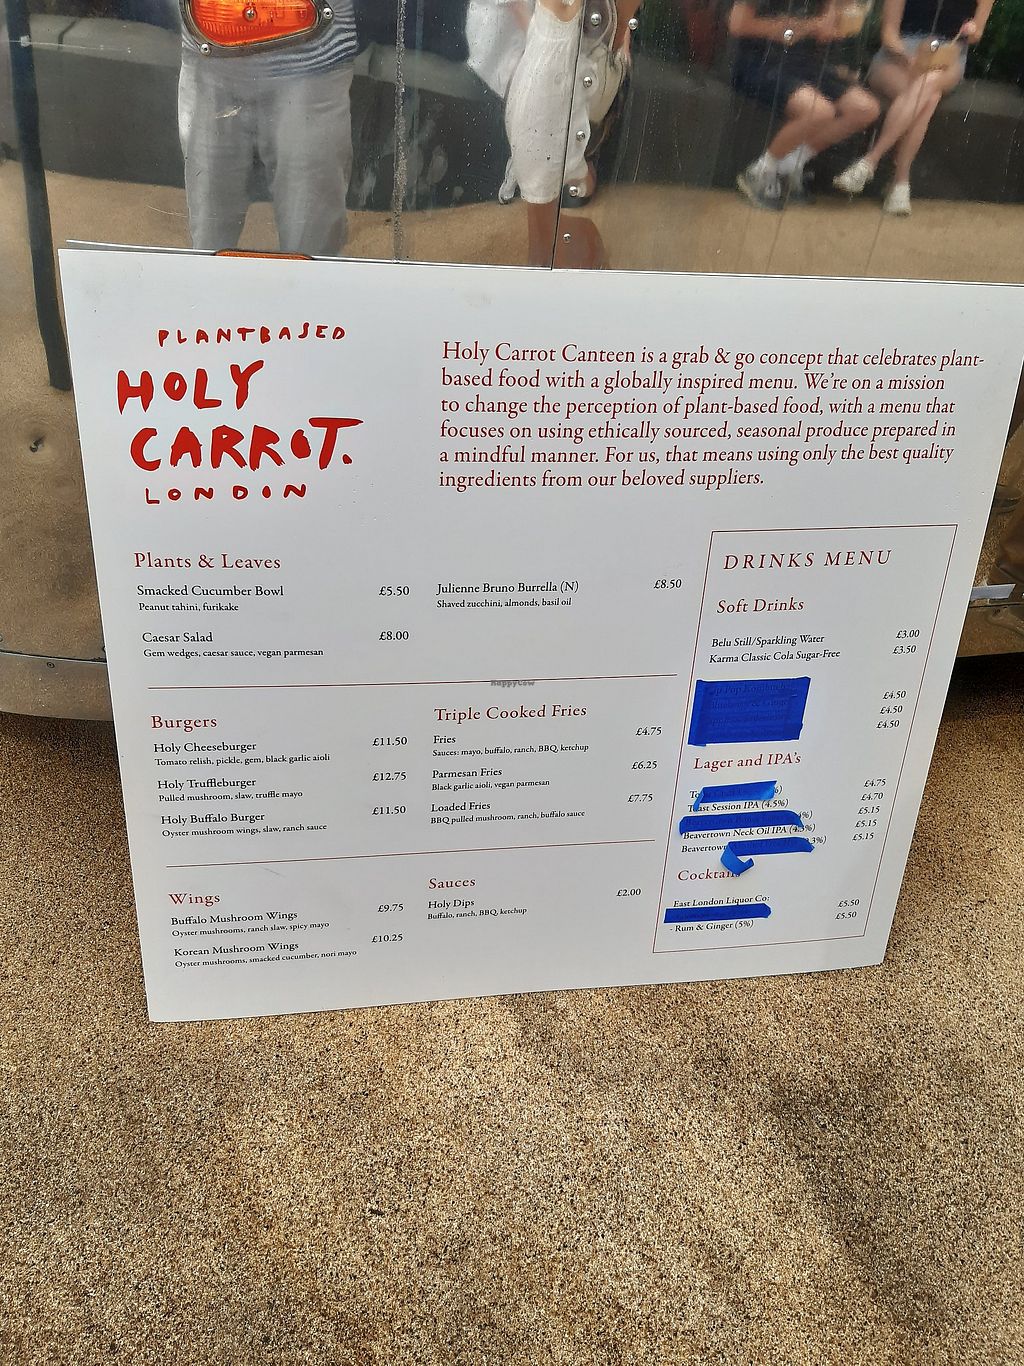 PLANTBASED
HOLY
CARROT.
LONDON
Holy Carrot Canteen is a grab & go concept that celebrates plant-
based food with a globally inspired menu. We're on a mission
to change the perception of plant-based food, with a menu that
focuses on using ethically sourced, seasonal produce prepared in
a mindful manner. For us, that means using only the best quality
ingredients from our beloved suppliers.
Plants & Leaves
Smacked Cucumber Bowl £5.50
Peanut tahini, furikake
Caesar Salad £8.00
Gem wedges, caesar sauce, vegan parmesan
Julienne Bruno Burrella (N) £8.50
Shaved zucchini, almonds, basil oil
HappyCow
Burgers
Holy Cheeseburger £11.50
Tomato relish, pickle, gem, black garlic aioli
Holy Truffleburger £12.75
Pulled mushroom, slaw, truffle mayo
Holy Buffalo Burger £11.50
Oyster mushroom wings, slaw, ranch sauce
Triple Cooked Fries
Fries £4.75
Sauces: mayo, buffalo, ranch, BBQ, ketchup
Parmesan Fries £6.25
Black garlic aioli, vegan parmesan
Loaded Fries £7.75
BBQ pulled mushroom, ranch, buffalo sauce
Wings
Buffalo Mushroom Wings £9.75
Oyster mushrooms, ranch slaw, spicy mayo
Korean Mushroom Wings £10.25
Oyster mushrooms, smacked cucumber, nori mayo
Sauces
Holy Dips £2.00
Buffalo, ranch, BBQ, ketchup
DRINKS MENU
Soft Drinks
Belu Still/Sparkling Water £3.00
Karma Classic Cola Sugar-Free £3.50
£4.50
£4.50
£4.50
Lager and IPA's
£4.75
Toast Session IPA (4.5%) £4.70
£5.15
Beavertown Neck Oil IPA (4.3%) £5.15
Beavertown £5.15
Cocktails
East London Liquor Co:
£5.50
- Rum & Ginger (5%) £5.50